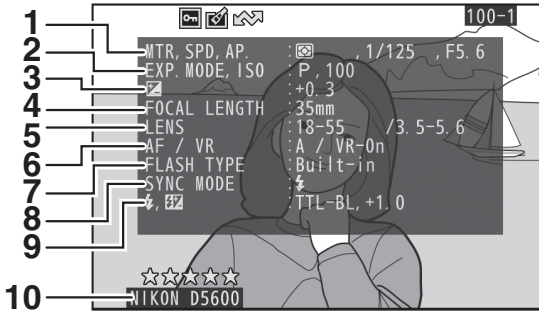 100-1
1 MTR, SPD, AP. : , 1/125 , F5. 6
2 EXP. MODE, ISO : P , 100
3 : +0. 3
4 FOCAL LENGTH : 35mm
5 LENS : 18-55 /3. 5-5. 6
6 AF / VR : A / VR-On
7 FLASH TYPE : Built-in
8 SYNC MODE :
9 , : TTL-BL, +1. 0
10 NIKON D5600